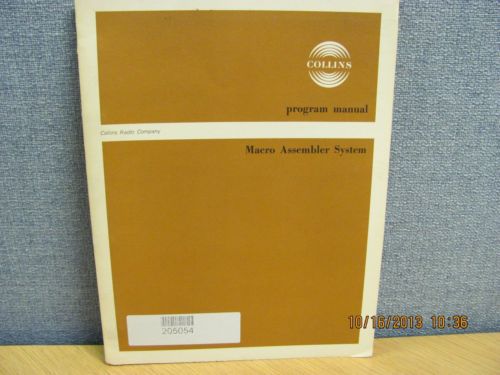 COLLINS
program manual
Collins Radio Company
Macro Assembler System
205054
10/16/2013 10:36